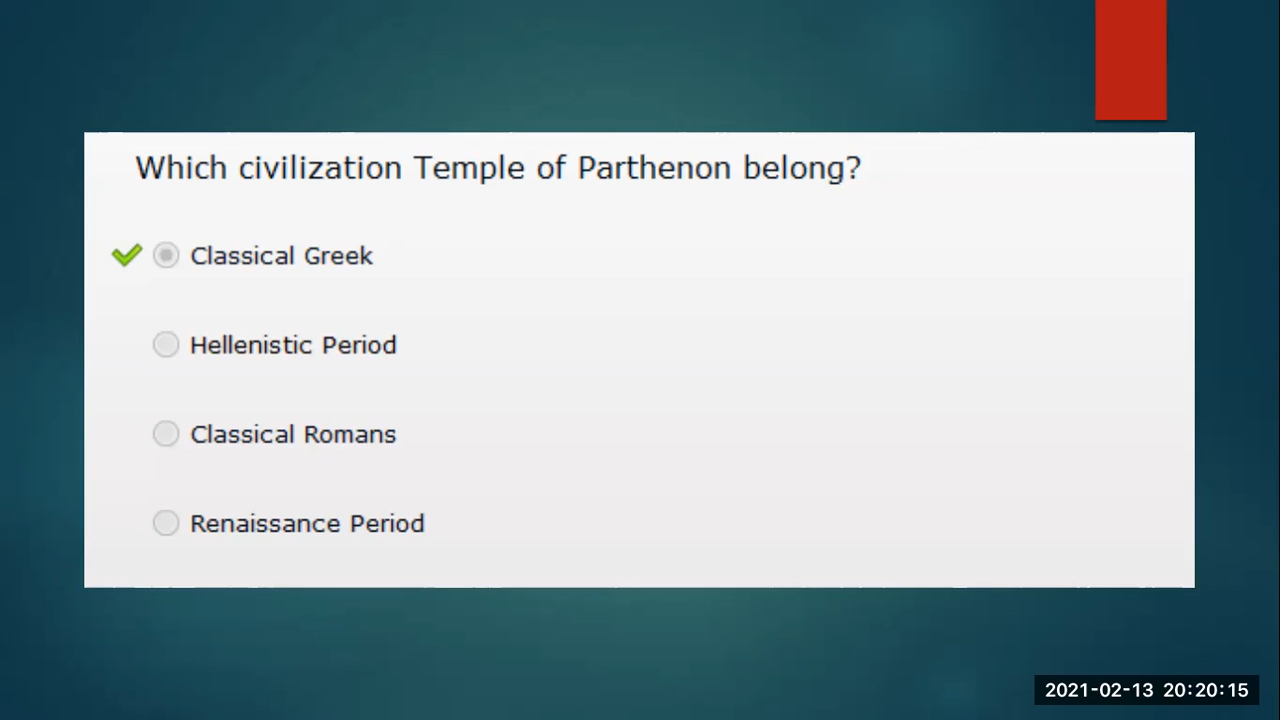 Which civilization Temple of Parthenon belong?
Classical Greek
Hellenistic Period
Classical Romans
Renaissance Period
2021-02-13 20:20:15